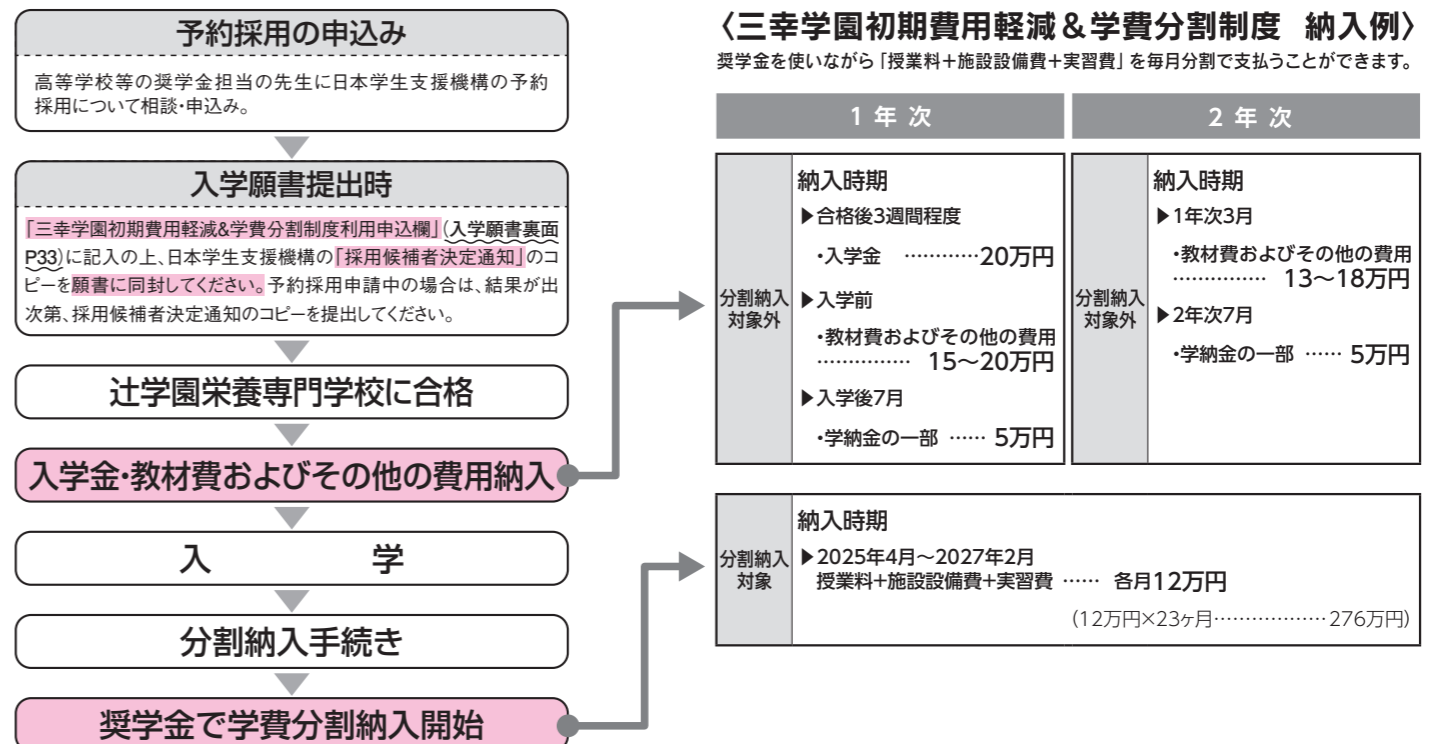 予約採用の申込み
高等学校等の奨学金担当の先生に日本学生支援機構の予約
採用について相談・申込み。
入学願書提出時
「三幸学園初期費用軽減&学費分割制度利用申込欄」(入学願書裏面
P33)に記入の上、日本学生支援機構の「採用候補者決定通知」のコ
ピーを願書に同封してください。予約採用申請中の場合は、結果が出
次第、採用候補者決定通知のコピーを提出してください。
辻学園栄養専門学校に合格
入学金・教材費およびその他の費用納入
入 学
分割納入手続き
奨学金で学費分割納入開始
〈三幸学園初期費用軽減&学費分割制度 納入例〉
奨学金を使いながら「授業料+施設設備費+実習費」を毎月分割で支払うことができます。
1年次
分割納入
対象外
納入時期
▶合格後3週間程度
・入学金 …………20万円
▶入学前
・教材費およびその他の費用
…………… 15〜20万円
▶入学後7月
・学納金の一部 …… 5万円
2年次
分割納入
対象外
納入時期
▶1年次3月
・教材費およびその他の費用
…………… 13〜18万円
▶2年次7月
・学納金の一部 …… 5万円
分割納入
対象
納入時期
▶2025年4月〜2027年2月
授業料+施設設備費+実習費 …… 各月12万円
(12万円×23ヶ月………………276万円)